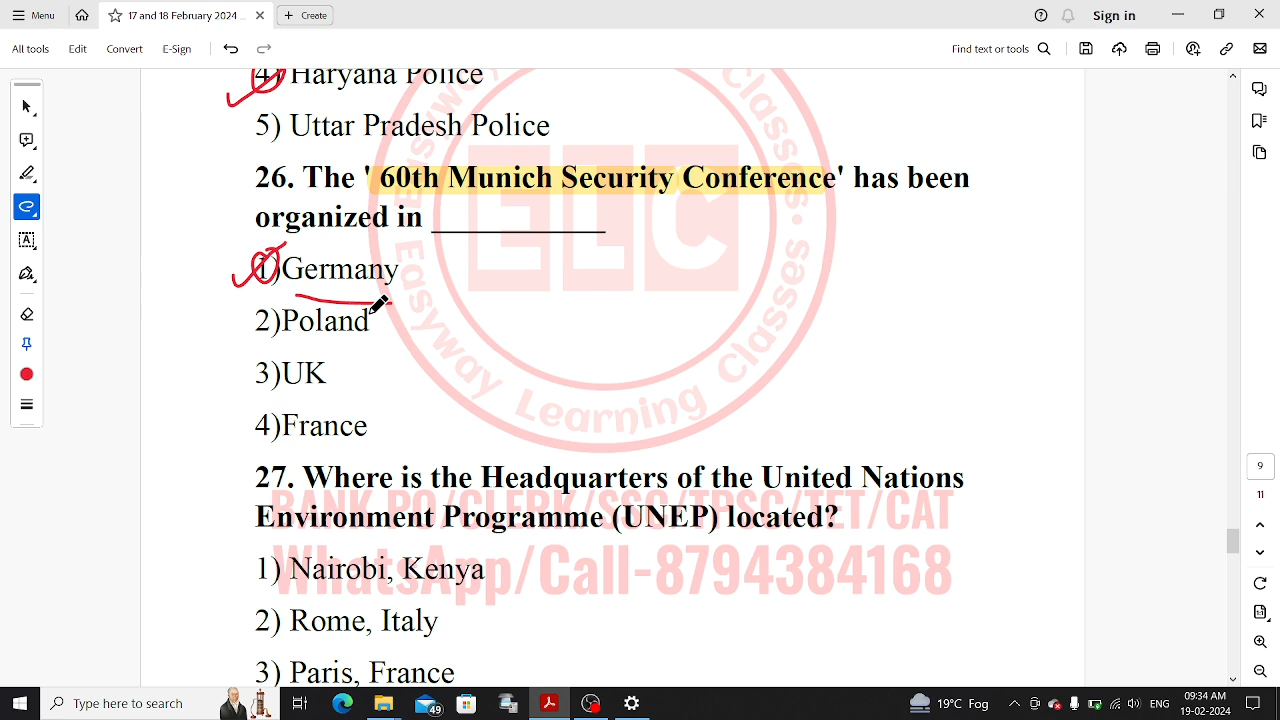 Menu
17 and 18 February 2024 ...
Create
Sign in
All tools
Edit
Convert
E-Sign
Find text or tools
4) Haryana Police
5) Uttar Pradesh Police
26. The ' 60th Munich Security Conference' has been
organized in ____________
1)Germany
2)Poland
3)UK
4)France
27. Where is the Headquarters of the United Nations
Environment Programme (UNEP) located?
1) Nairobi, Kenya
2) Rome, Italy
3) Paris, France
ELC
Easyway Learning Classes
Easyway Classes
BANK PO/CLERK/SSC/TPSC/TET/CAT
WhatsApp/Call-8794384168
9
11
Type here to search
49
19°C Fog
ENG
09:34 AM
19-02-2024